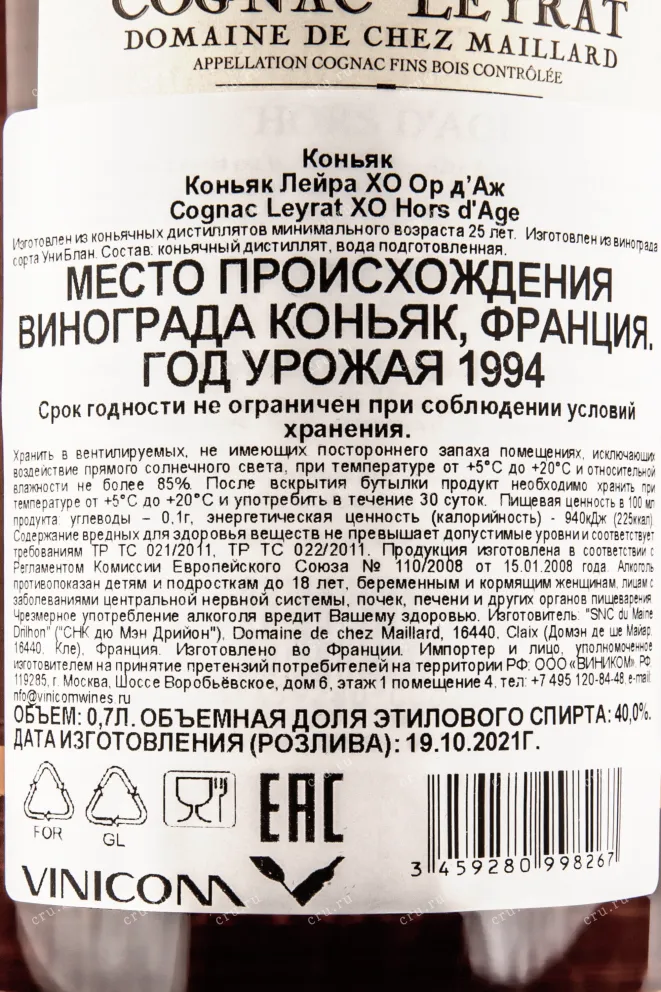 COGNAC LEYRAT
DOMAINE DE CHEZ MAILLARD
APPELLATION COGNAC FINS BOIS CONTRÔLÉE
Коньяк
Коньяк Лейра ХО Ор д'Аж
Cognac Leyrat XO Hors d'Age
Изготовлен из коньячных дистиллятов минимального возраста 25 лет. Изготовлен из винограда
сорта Уни Блан. Состав: коньячный дистиллят, вода подготовленная.
МЕСТО ПРОИСХОЖДЕНИЯ
ВИНОГРАДА КОНЬЯК, ФРАНЦИЯ.
ГОД УРОЖАЯ 1994
Срок годности не ограничен при соблюдении условий
хранения.
Хранить в вентилируемых, не имеющих постороннего запаха помещениях, исключающих
воздействие прямого солнечного света, при температуре от +5°С до +20°С и относительной
влажности не более 85%. После вскрытия бутылки продукт необходимо хранить при
температуре от +5°С до +20°С и употребить в течение 30 суток. Пищевая ценность в 100 мл
продукта: углеводы – 0,1г, энергетическая ценность (калорийность) - 940кДж (225ккал).
Содержание вредных для здоровья веществ не превышает допустимые уровни и соответствует
требованиям ТР ТС 021/2011, ТР ТС 022/2011. Продукция изготовлена в соответствии с
Регламентом Комиссии Европейского Союза № 110/2008 от 15.01.2008 года. Алкоголь
противопоказан детям и подросткам до 18 лет, беременным и кормящим женщинам, лицам с
заболеваниями центральной нервной системы, почек, печени и других органов пищеварения.
Чрезмерное употребление алкоголя вредит Вашему здоровью. Изготовитель: "SNC du Maine
Drilhon" ("СНК дю Мэн Дрийон"), Domaine de chez Maillard, 16440, Claix (Домэн де ше Майар,
16440, Кле), Франция. Изготовлено во Франции. Импортер и лицо, уполномоченное
изготовителем на принятие претензий потребителей на территории РФ: ООО «ВИНИКОМ» РФ,
119285, г. Москва, Шоссе Воробьёвское, дом 6, этаж 1 помещение 4. тел: +7 495 120-84-48. e-mail:
nfo@vinicomwines.ru
ОБЪЕМ: 0,7Л. ОБЪЕМНАЯ ДОЛЯ ЭТИЛОВОГО СПИРТА: 40,0%.
ДАТА ИЗГОТОВЛЕНИЯ (РОЗЛИВА): 19.10.2021Г.
FOR
GL
EAC
3 459280 998267
VINICOM
cru.ru